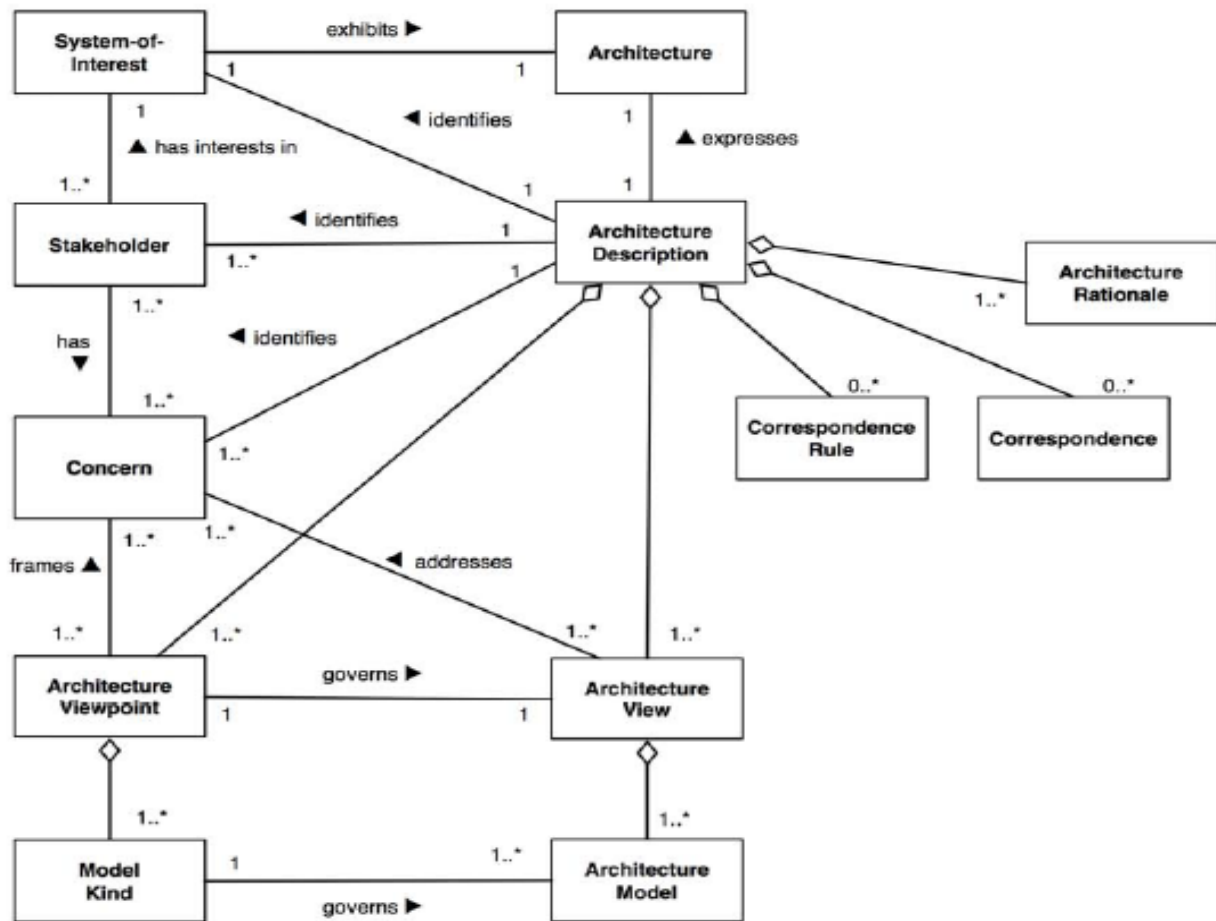 exhibits ►
System-of-
Interest
Architecture
1
1
1
◄ identifies
1
▲ has interests in
▲ expresses
1..*
1
1
Stakeholder
◄ identifies
1
Architecture
Description
1..*
1
1..*
Architecture
Rationale
1..*
has
▼
◄ identifies
1..*
0..*
0..*
1..*
Correspondence
Rule
Correspondence
Concern
1..*
1..*
frames ▲
◄ addresses
1..*
1..*
1..*
1..*
Architecture
Viewpoint
governs ►
Architecture
View
1
1
1..*
1..*
Model
Kind
1
1..*
Architecture
Model
governs ►